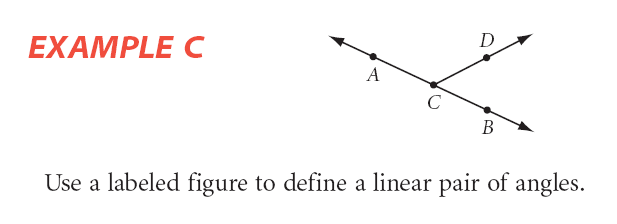 EXAMPLE C
D
A
C
B
Use a labeled figure to define a linear pair of angles.